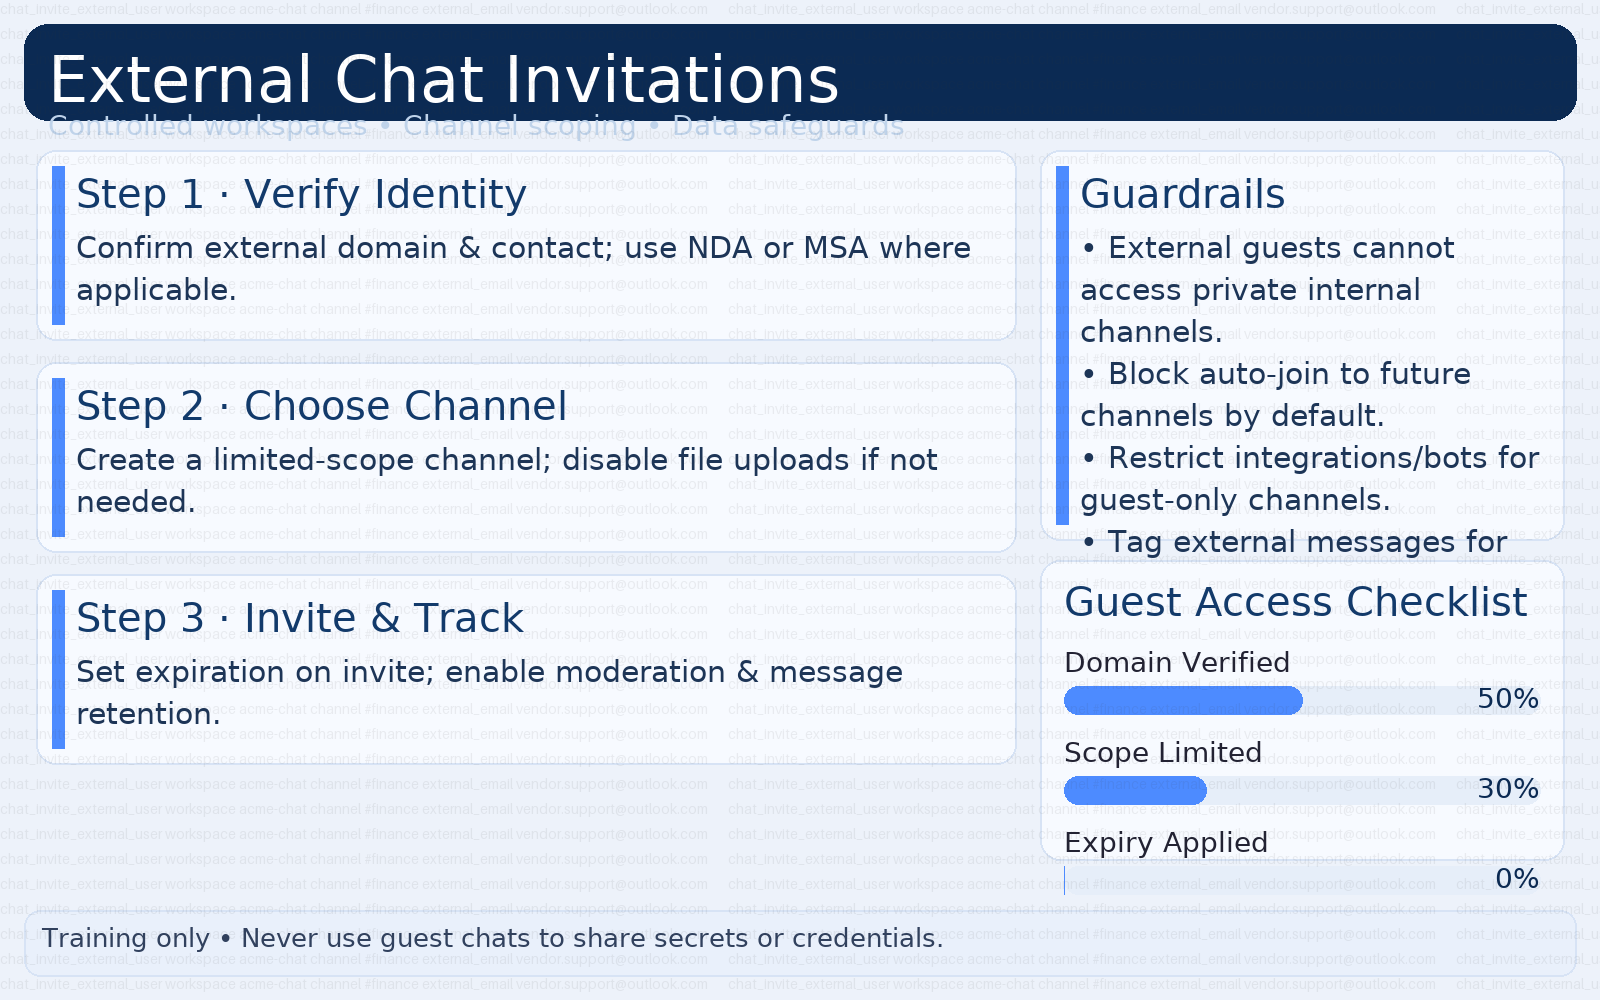 External Chat Invitations
Controlled workspaces • Channel scoping • Data safeguards
Step 1 · Verify Identity
Confirm external domain & contact; use NDA or MSA where
applicable.
Step 2 · Choose Channel
Create a limited-scope channel; disable file uploads if not
needed.
Step 3 · Invite & Track
Set expiration on invite; enable moderation & message
retention.
Guardrails
• External guests cannot
access private internal
channels.
• Block auto-join to future
channels by default.
• Restrict integrations/bots for
guest-only channels.
• Tag external messages for
Guest Access Checklist
Domain Verified
50%
Scope Limited
30%
Expiry Applied
0%
Training only • Never use guest chats to share secrets or credentials.
chat_invite_external_user workspace acme-chat channel #finance external_email vendor.support@outlook.com